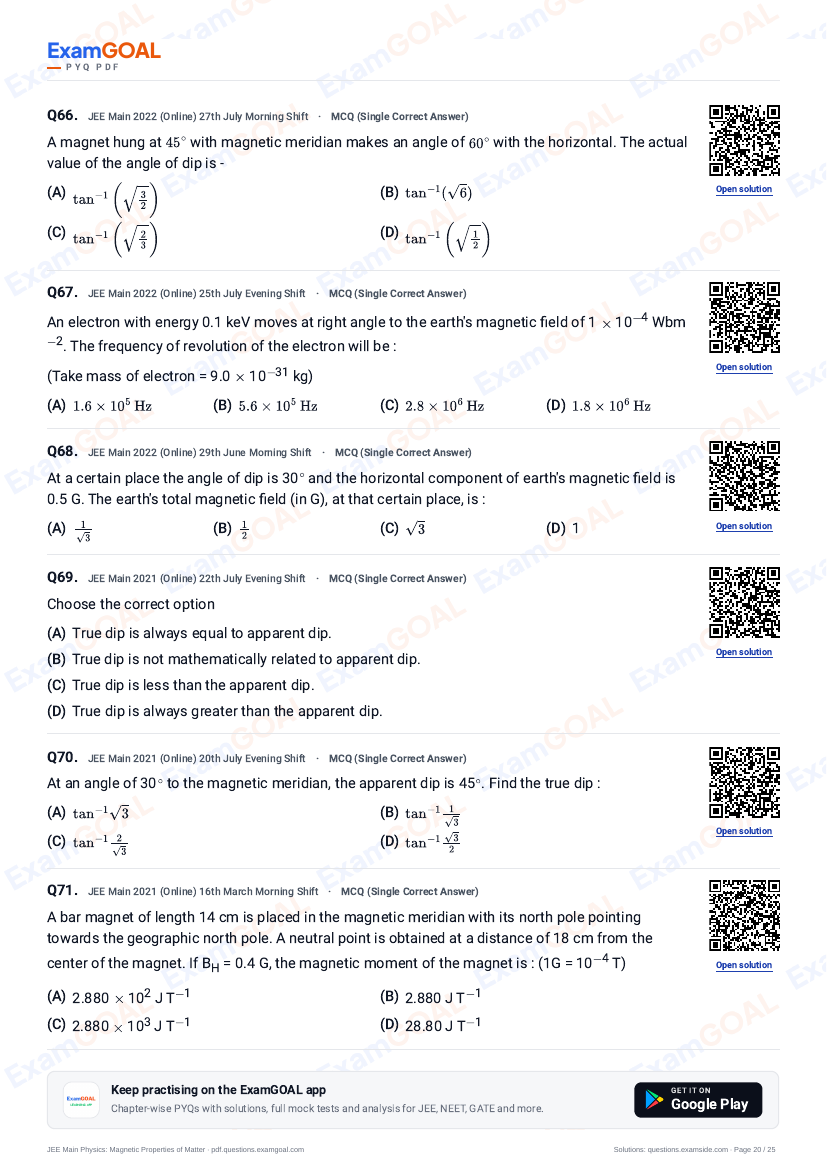 ExamGOAL
PYQ PDF
Q66. JEE Main 2022 (Online) 27th July Morning Shift · MCQ (Single Correct Answer)
A magnet hung at 45° with magnetic meridian makes an angle of 60° with the horizontal. The actual
value of the angle of dip is -
(A) tan⁻¹(√(3/2)) (B) tan⁻¹(√6)
(C) tan⁻¹(√(2/3)) (D) tan⁻¹(√(1/2))
Open solution
Q67. JEE Main 2022 (Online) 25th July Evening Shift · MCQ (Single Correct Answer)
An electron with energy 0.1 keV moves at right angle to the earth's magnetic field of 1 × 10⁻⁴ Wbm
⁻². The frequency of revolution of the electron will be :
(Take mass of electron = 9.0 × 10⁻³¹ kg)
(A) 1.6 × 10⁵ Hz (B) 5.6 × 10⁵ Hz (C) 2.8 × 10⁶ Hz (D) 1.8 × 10⁶ Hz
Open solution
Q68. JEE Main 2022 (Online) 29th June Morning Shift · MCQ (Single Correct Answer)
At a certain place the angle of dip is 30° and the horizontal component of earth's magnetic field is
0.5 G. The earth's total magnetic field (in G), at that certain place, is :
(A) 1/√3 (B) 1/2 (C) √3 (D) 1
Open solution
Q69. JEE Main 2021 (Online) 22th July Evening Shift · MCQ (Single Correct Answer)
Choose the correct option
(A) True dip is always equal to apparent dip.
(B) True dip is not mathematically related to apparent dip.
(C) True dip is less than the apparent dip.
(D) True dip is always greater than the apparent dip.
Open solution
Q70. JEE Main 2021 (Online) 20th July Evening Shift · MCQ (Single Correct Answer)
At an angle of 30° to the magnetic meridian, the apparent dip is 45°. Find the true dip :
(A) tan⁻¹√3 (B) tan⁻¹ 1/√3
(C) tan⁻¹ 2/√3 (D) tan⁻¹ √3/2
Open solution
Q71. JEE Main 2021 (Online) 16th March Morning Shift · MCQ (Single Correct Answer)
A bar magnet of length 14 cm is placed in the magnetic meridian with its north pole pointing
towards the geographic north pole. A neutral point is obtained at a distance of 18 cm from the
center of the magnet. If B_H = 0.4 G, the magnetic moment of the magnet is : (1G = 10⁻⁴ T)
(A) 2.880 × 10² J T⁻¹ (B) 2.880 J T⁻¹
(C) 2.880 × 10³ J T⁻¹ (D) 28.80 J T⁻¹
Open solution
ExamGOAL
Keep practising on the ExamGOAL app
Chapter-wise PYQs with solutions, full mock tests and analysis for JEE, NEET, GATE and more.
GET IT ON
Google Play
JEE Main Physics: Magnetic Properties of Matter · pdf.questions.examgoal.com Solutions: questions.examside.com · Page 20 / 25